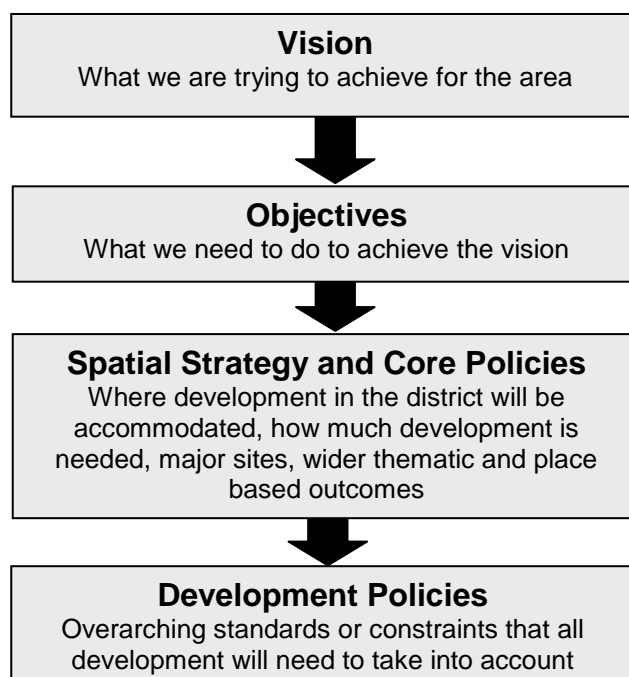 Vision
What we are trying to achieve for the area
Objectives
What we need to do to achieve the vision
Spatial Strategy and Core Policies
Where development in the district will be
accommodated, how much development is
needed, major sites, wider thematic and place
based outcomes
Development Policies
Overarching standards or constraints that all
development will need to take into account